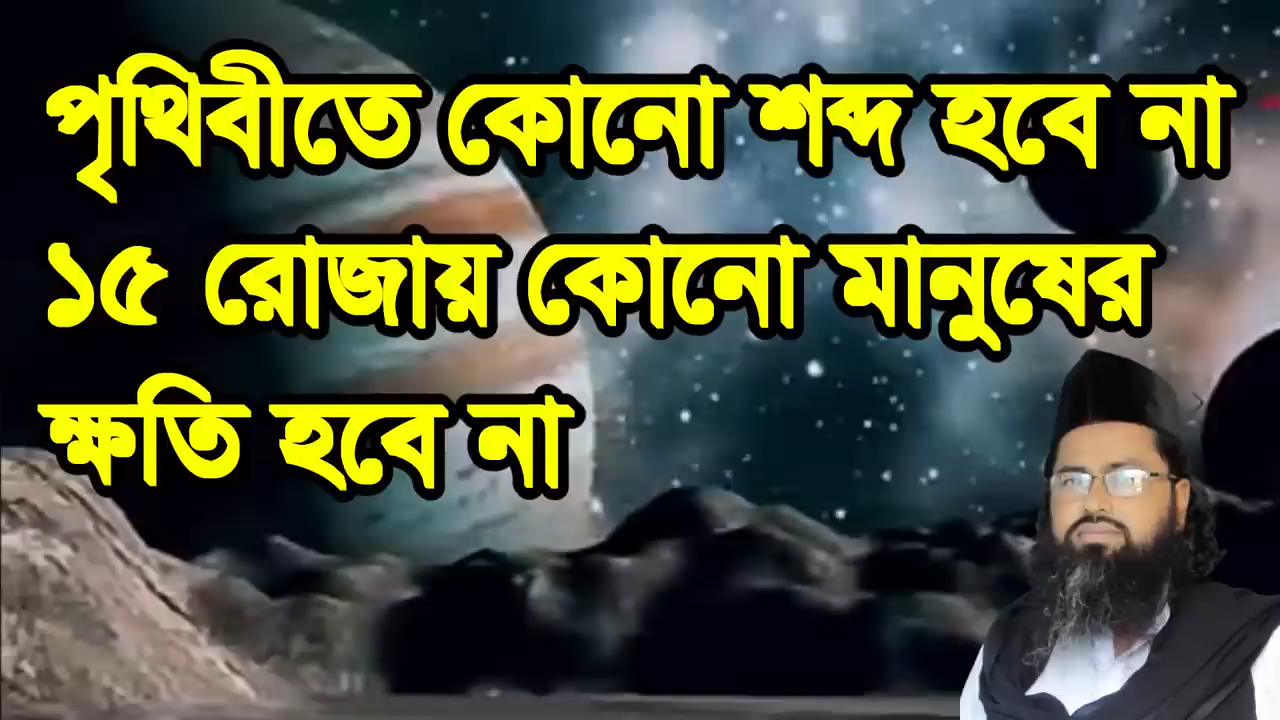 পৃথিবীতে কোনো শব্দ হবে না
১৫ রোজায় কোনো মানুষের
ক্ষতি হবে না